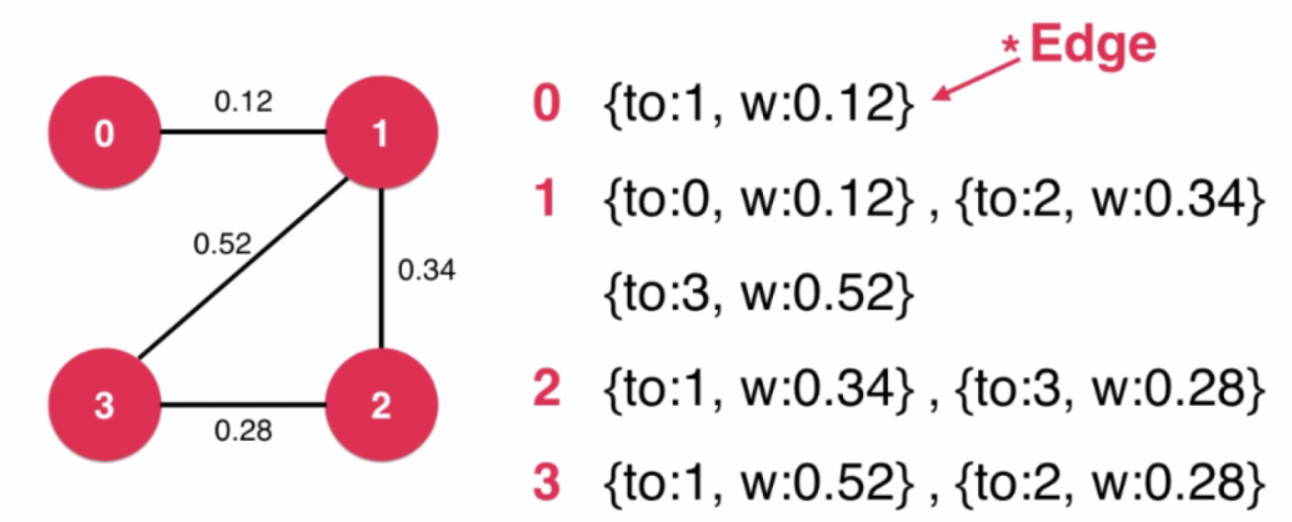 * Edge
0.12
0
1
0.52
0.34
3
2
0.28
0 {to:1, w:0.12}
1 {to:0, w:0.12} , {to:2, w:0.34}
{to:3, w:0.52}
2 {to:1, w:0.34} , {to:3, w:0.28}
3 {to:1, w:0.52} , {to:2, w:0.28}